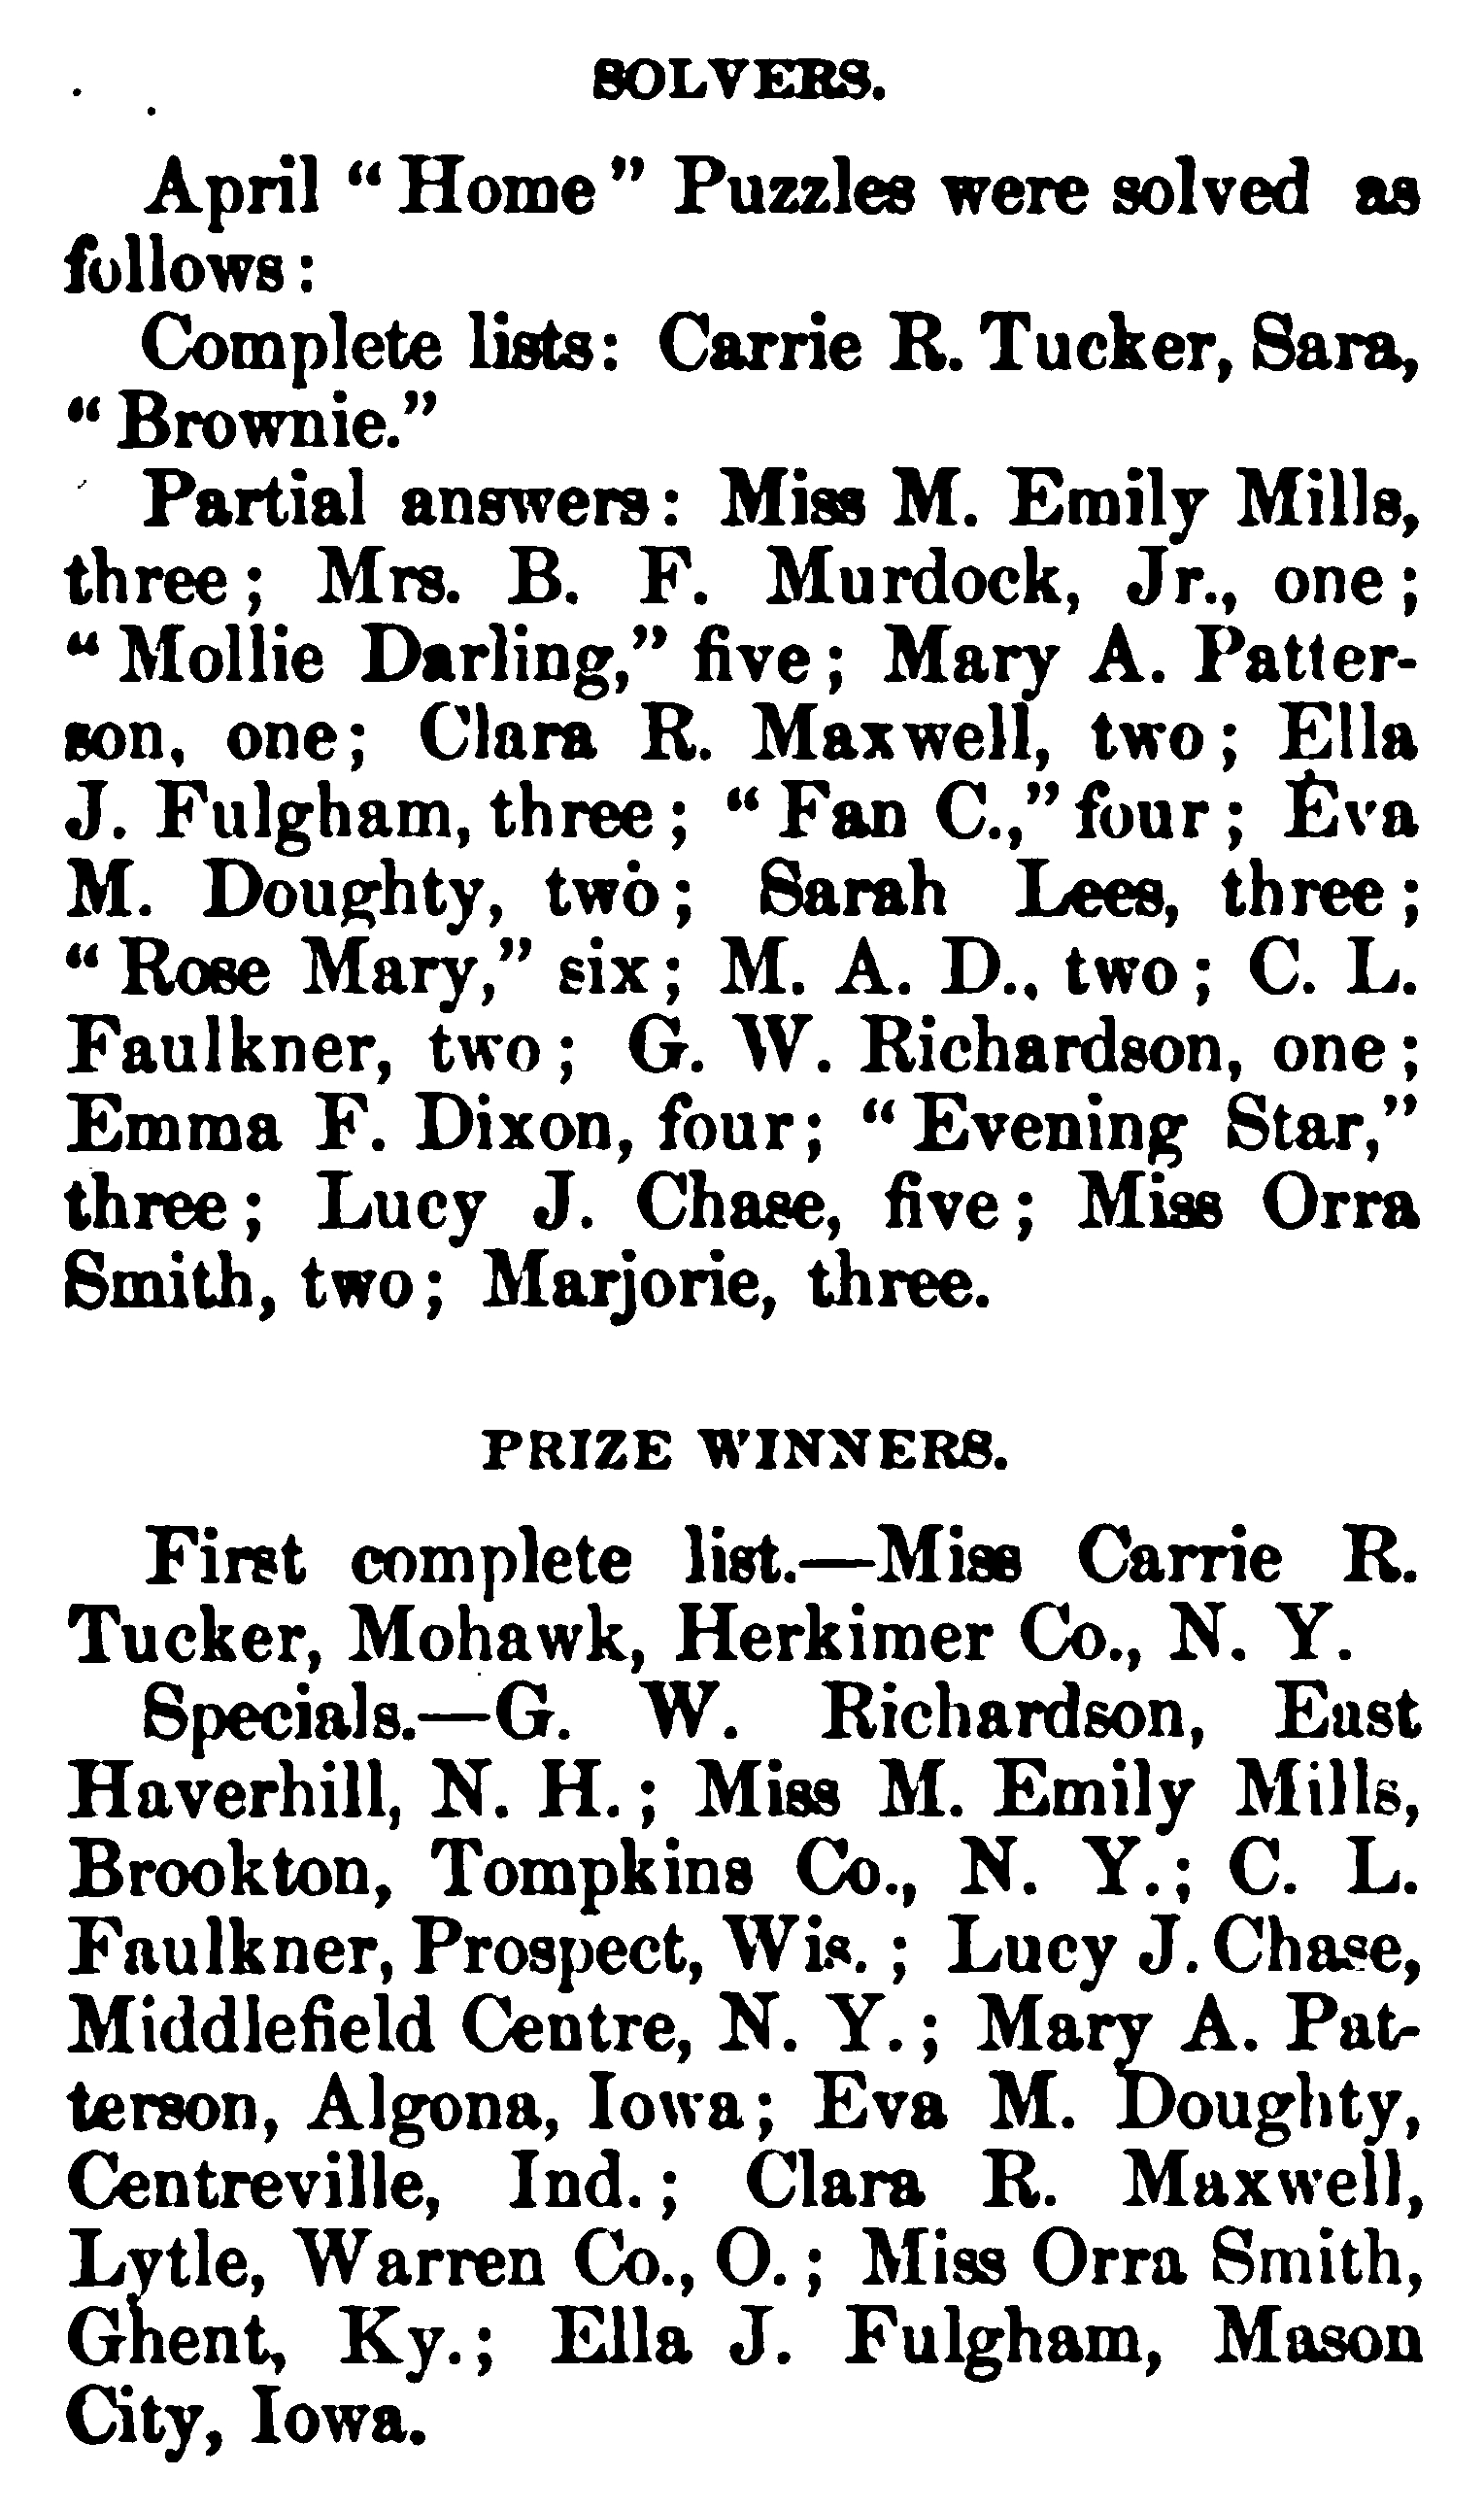 SOLVERS.
April “Home” Puzzles were solved as
follows:
Complete lists: Carrie R. Tucker, Sara,
“Brownie.”
Partial answers: Miss M. Emily Mills,
three; Mrs. B. F. Murdock, Jr., one;
“Mollie Darling,” five; Mary A. Patter-
son, one; Clara R. Maxwell, two; Ella
J. Fulgham, three; “Fan C.,” four; Eva
M. Doughty, two; Sarah Lees, three;
“Rose Mary,” six; M. A. D., two; C. L.
Faulkner, two; G. W. Richardson, one;
Emma F. Dixon, four; “Evening Star,”
three; Lucy J. Chase, five; Miss Orra
Smith, two; Marjorie, three.
PRIZE WINNERS.
First complete list.—Miss Carrie R.
Tucker, Mohawk, Herkimer Co., N. Y.
Specials.—G. W. Richardson, East
Haverhill, N. H.; Miss M. Emily Mills,
Brookton, Tompkins Co., N. Y.; C. L.
Faulkner, Prospect, Wis.; Lucy J. Chase,
Middlefield Centre, N. Y.; Mary A. Pat-
terson, Algona, Iowa; Eva M. Doughty,
Centreville, Ind.; Clara R. Maxwell,
Lytle, Warren Co., O.; Miss Orra Smith,
Ghent, Ky.; Ella J. Fulgham, Mason
City, Iowa.